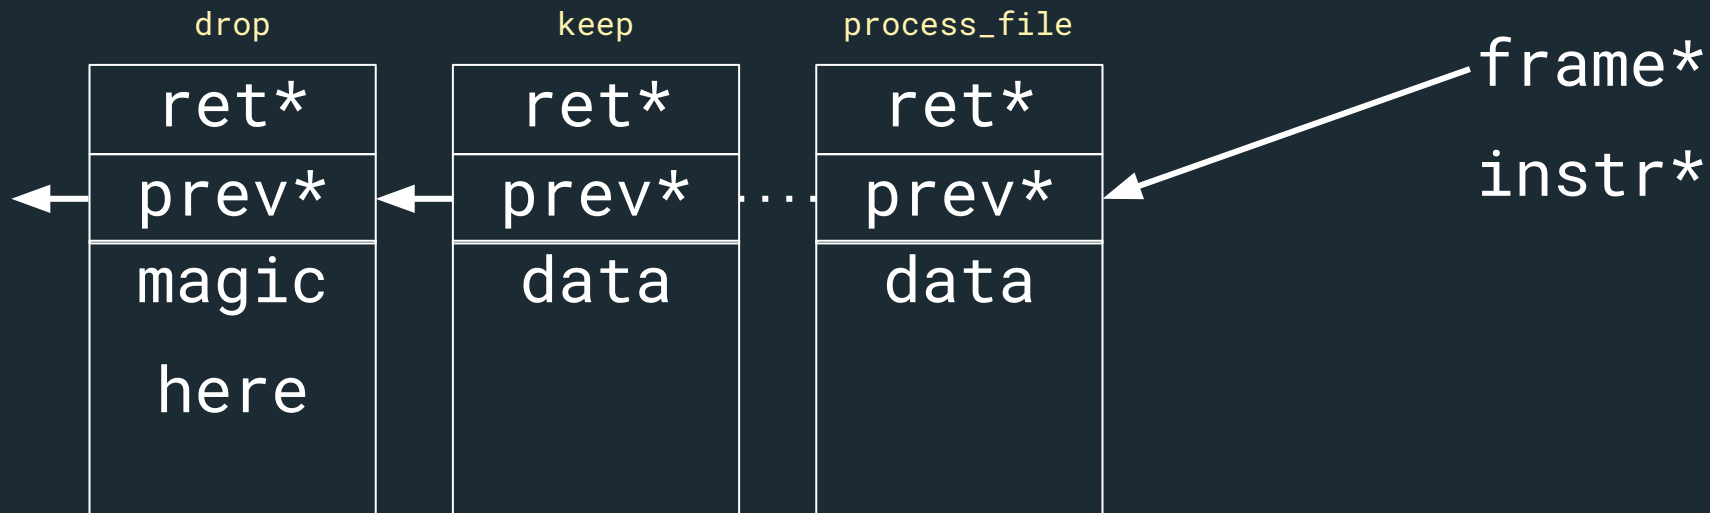 drop
ret*
prev*
magic
here
keep
ret*
prev*
data
process_file
ret*
prev*
data
frame*
instr*